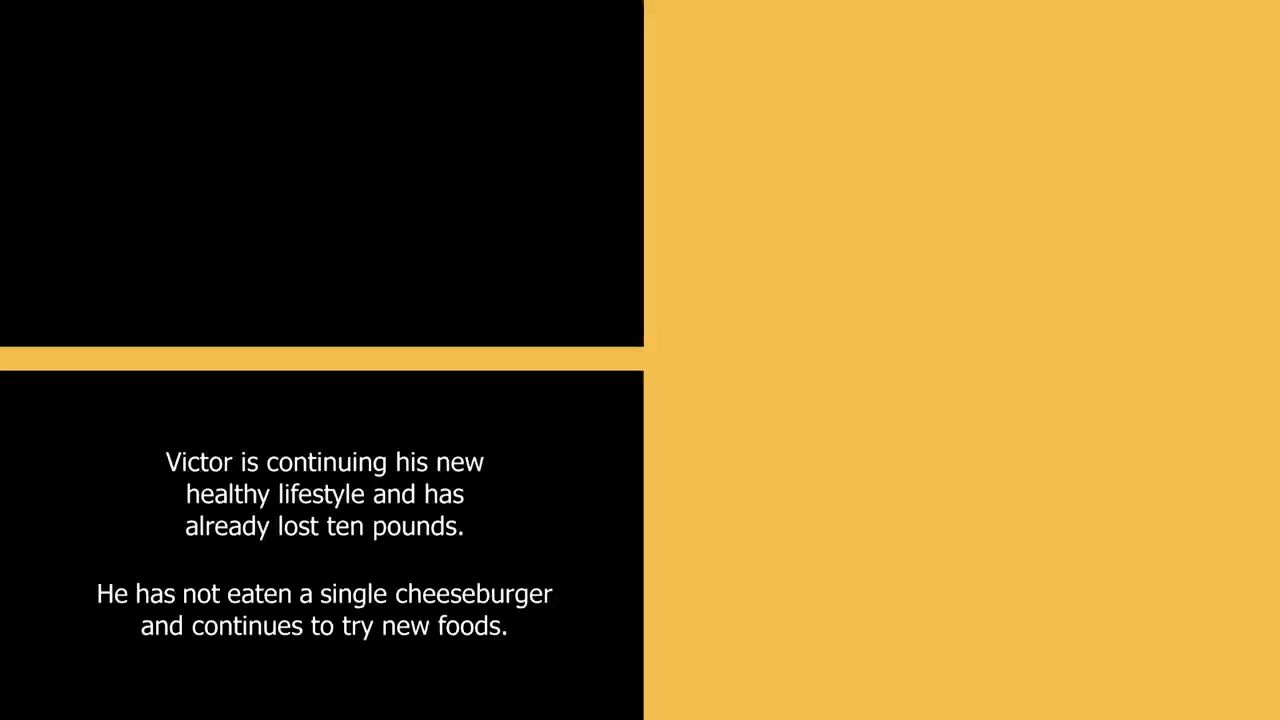 Victor is continuing his new
healthy lifestyle and has
already lost ten pounds.
He has not eaten a single cheeseburger
and continues to try new foods.